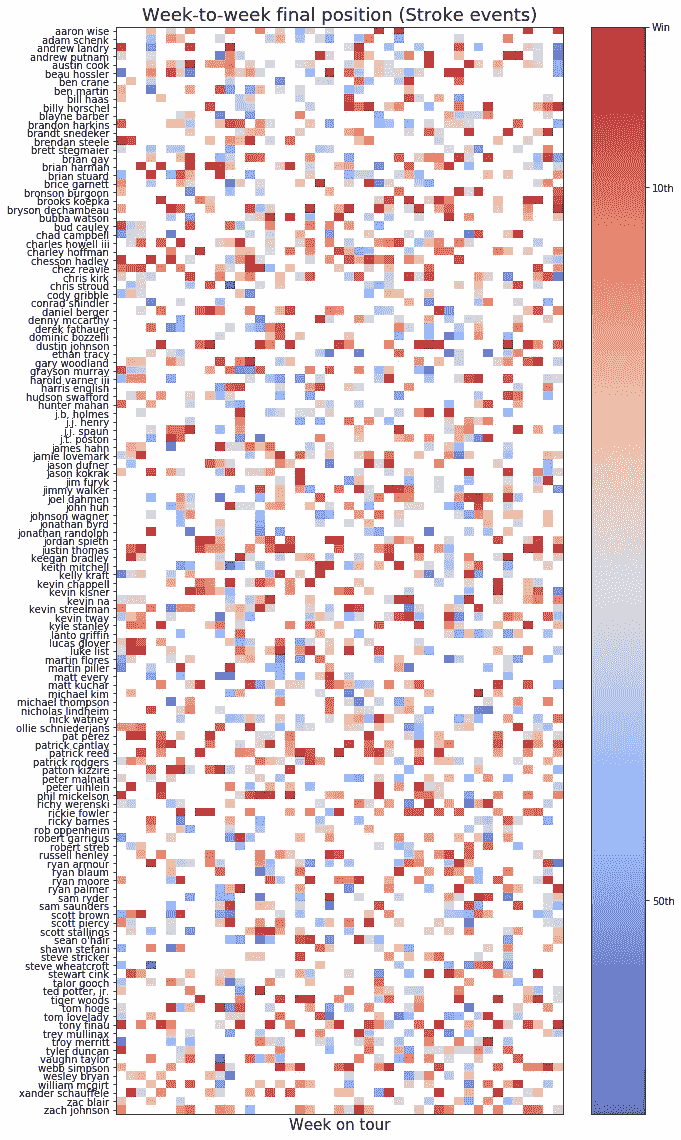 Week-to-week final position (Stroke events)
aaron wise
adam schenk
andrew landry
andrew putnam
austin cook
beau hossler
ben crane
ben martin
bill haas
billy horschel
blayne barber
brandon harkins
brandt snedeker
brendan steele
brett stegmaier
brian gay
brian harman
brian stuard
brice garnett
bronson burgoon
brooks koepka
bryson dechambeau
bubba watson
bud cauley
chad campbell
charles howell iii
charley hoffman
chesson hadley
chez reavie
chris kirk
chris stroud
cody gribble
conrad shindler
daniel berger
denny mccarthy
derek fathauer
dominic bozzelli
dustin johnson
ethan tracy
gary woodland
grayson murray
harold varner iii
harris english
hudson swafford
hunter mahan
j.b. holmes
j.j. henry
j.j. spaun
j.t. poston
james hahn
jamie lovemark
jason dufner
jason kokrak
jim furyk
jimmy walker
joel dahmen
john huh
johnson wagner
jonathan byrd
jonathan randolph
jordan spieth
justin thomas
keegan bradley
keith mitchell
kelly kraft
kevin chappell
kevin kisner
kevin na
kevin streelman
kevin tway
kyle stanley
lanto griffin
lucas glover
luke list
martin flores
martin piller
matt every
matt kuchar
michael kim
michael thompson
nicholas lindheim
nick watney
ollie schniederjans
pat perez
patrick cantlay
patrick reed
patrick rodgers
patton kizzire
peter malnati
peter uihlein
phil mickelson
richy werenski
rickie fowler
ricky barnes
rob oppenheim
robert garrigus
robert streb
russell henley
ryan armour
ryan blaum
ryan moore
ryan palmer
sam ryder
sam saunders
scott brown
scott piercy
scott stallings
sean o'hair
shawn stefani
steve stricker
steve wheatcroft
stewart cink
talor gooch
ted potter, jr.
tiger woods
tom hoge
tom lovelady
tony finau
trey mullinax
troy merritt
tyler duncan
vaughn taylor
webb simpson
wesley bryan
william mcgirt
xander schauffele
zac blair
zach johnson
Week on tour
Win
10th
50th